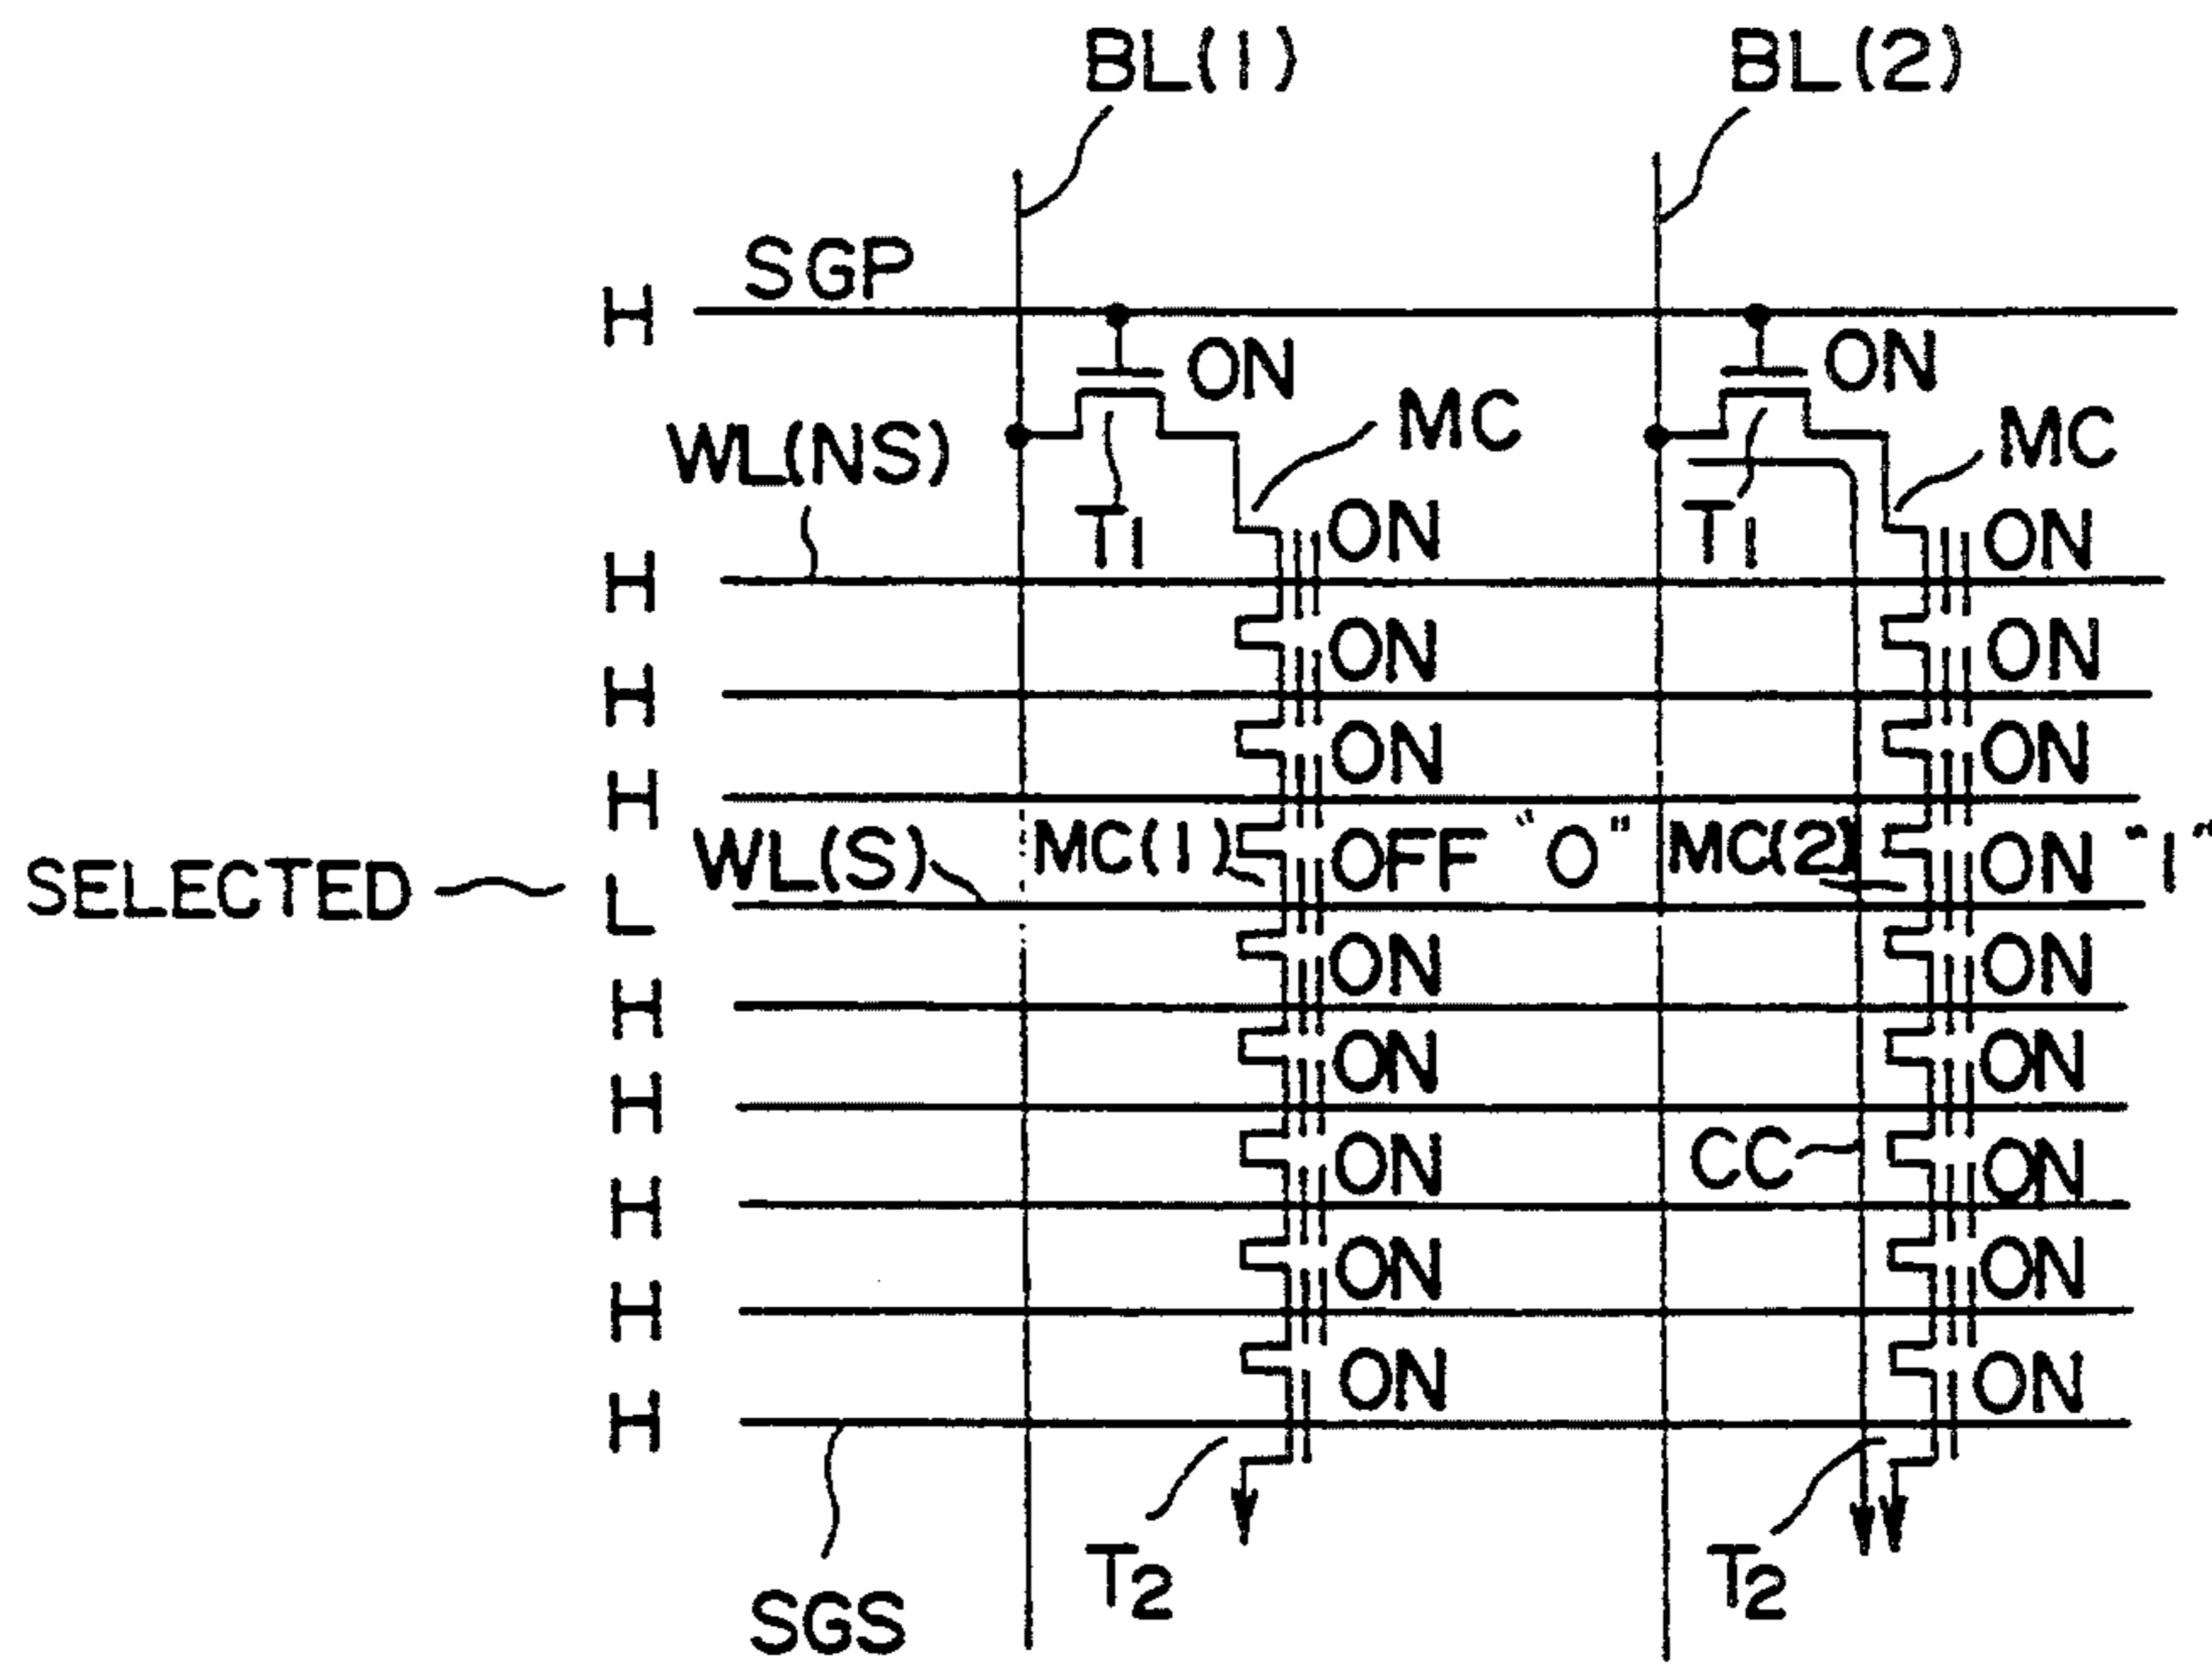 BL(1) BL(2)
SGP
H
ON ON
WL(NS) MC MC
T1 T1
ON ON
H
ON ON
H
ON ON
H
SELECTED L WL(S) MC(1) OFF "0" MC(2) ON "1"
ON ON
H
ON ON
H
CC
ON ON
H
ON ON
H
ON ON
H
T2 T2
SGS